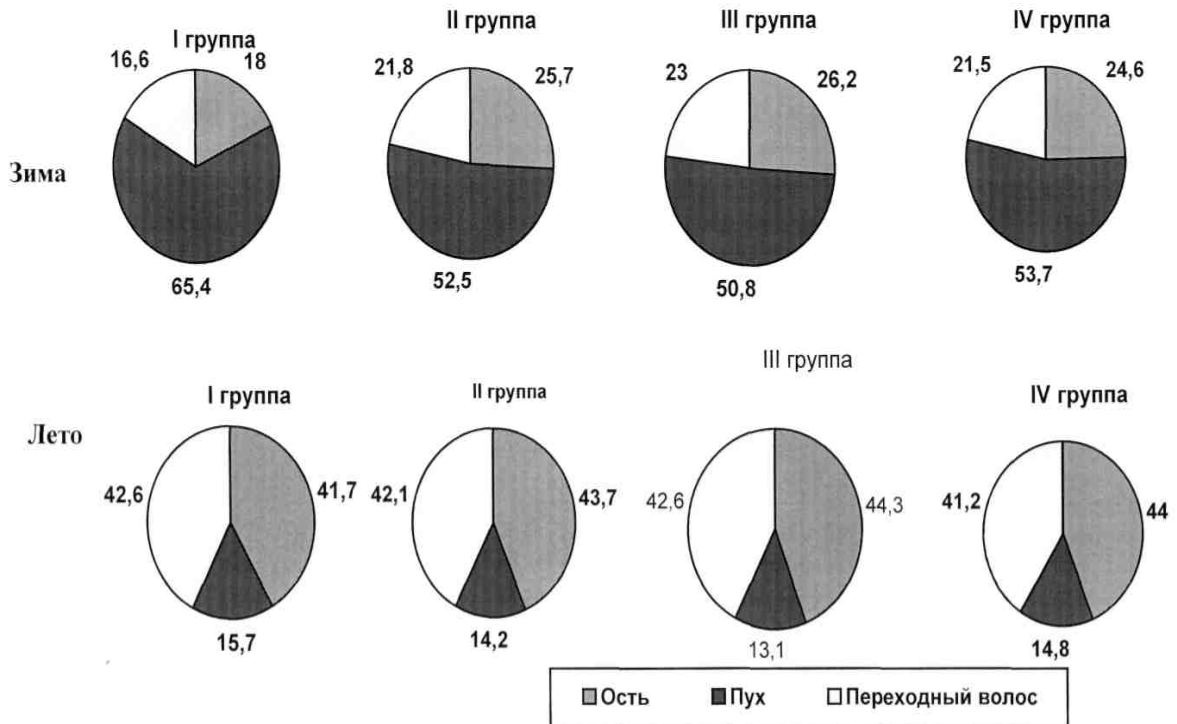 I группа
II группа
III группа
IV группа
16,6
18
21,8
25,7
23
26,2
21,5
24,6
Зима
65,4
52,5
50,8
53,7
I группа
II группа
III группа
IV группа
Лето
42,6
41,7
42,1
43,7
42,6
44,3
41,2
44
15,7
14,2
13,1
14,8
Ость
Пух
Переходный волос